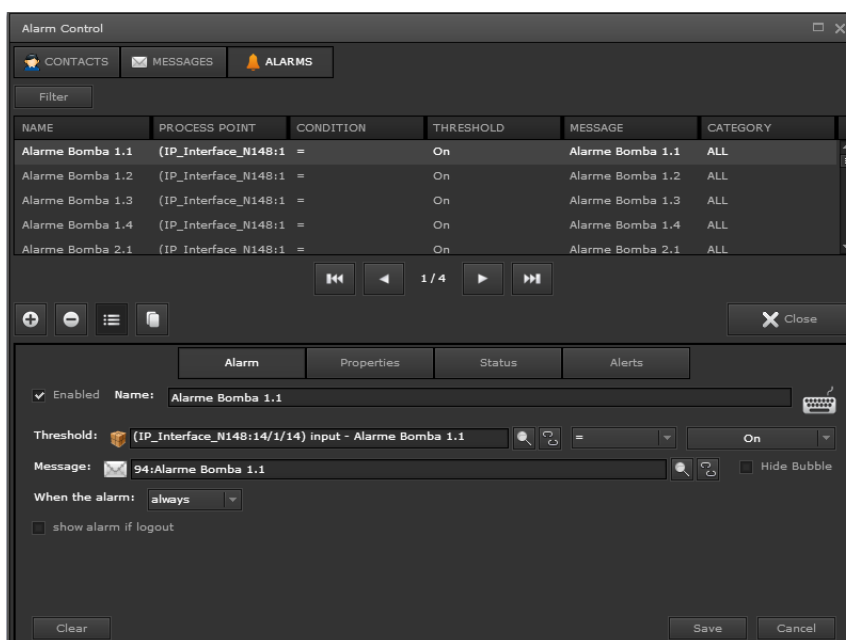 Alarm Control
CONTACTS MESSAGES ALARMS
Filter
NAME PROCESS POINT CONDITION THRESHOLD MESSAGE CATEGORY
Alarme Bomba 1.1 (IP_Interface_N148:1 = On Alarme Bomba 1.1 ALL
Alarme Bomba 1.2 (IP_Interface_N148:1 = On Alarme Bomba 1.2 ALL
Alarme Bomba 1.3 (IP_Interface_N148:1 = On Alarme Bomba 1.3 ALL
Alarme Bomba 1.4 (IP_Interface_N148:1 = On Alarme Bomba 1.4 ALL
Alarme Bomba 2.1 (IP_Interface_N148:1 = On Alarme Bomba 2.1 ALL
1/4
Close
Alarm Properties Status Alerts
Enabled Name: Alarme Bomba 1.1
Threshold: (IP_Interface_N148:14/1/14) input - Alarme Bomba 1.1 = On
Message: 94:Alarme Bomba 1.1 Hide Bubble
When the alarm: always
show alarm if logout
Clear Save Cancel